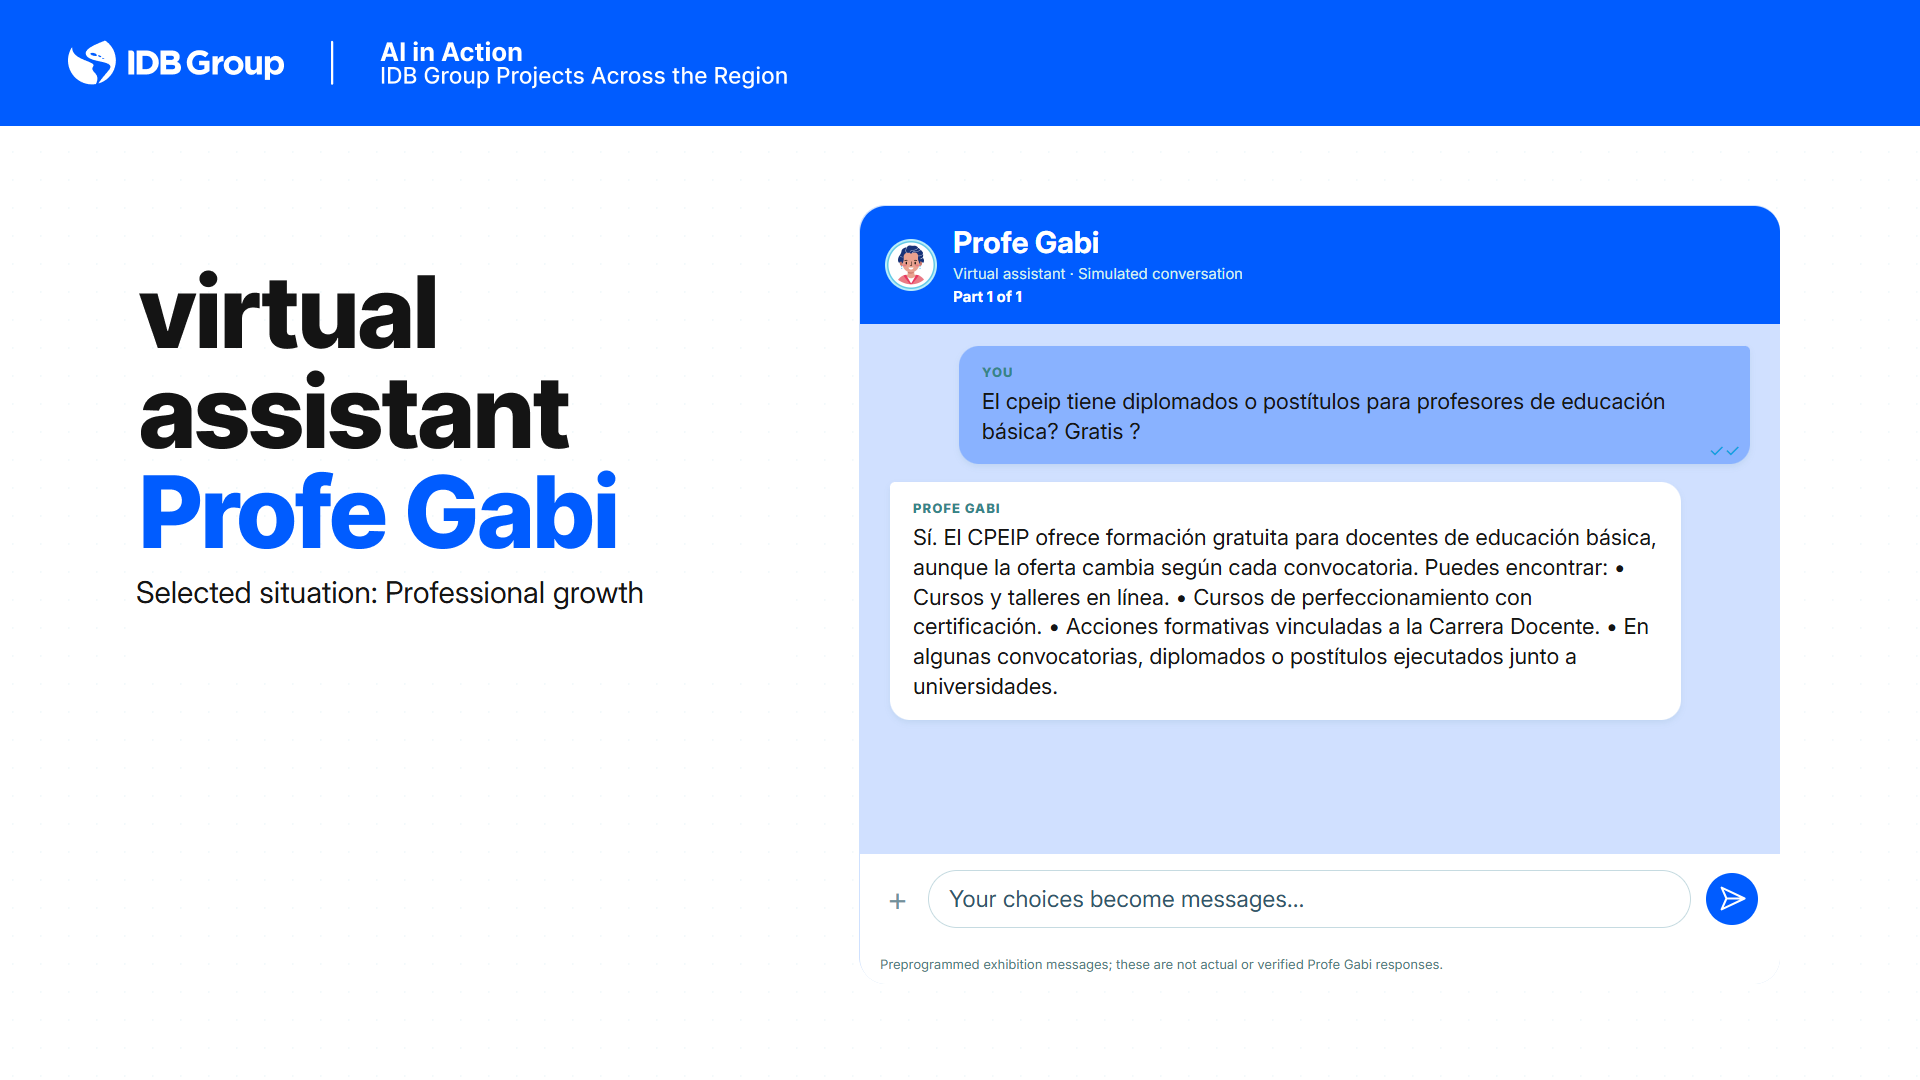 IDB Group
AI in Action
IDB Group Projects Across the Region
virtual
assistant
Profe Gabi
Selected situation: Professional growth
Profe Gabi
Virtual assistant · Simulated conversation
Part 1 of 1
YOU
El cpeip tiene diplomados o postítulos para profesores de educación
básica? Gratis ?
PROFE GABI
Sí. El CPEIP ofrece formación gratuita para docentes de educación básica,
aunque la oferta cambia según cada convocatoria. Puedes encontrar: •
Cursos y talleres en línea. • Cursos de perfeccionamiento con
certificación. • Acciones formativas vinculadas a la Carrera Docente. • En
algunas convocatorias, diplomados o postítulos ejecutados junto a
universidades.
+
Your choices become messages...
Preprogrammed exhibition messages; these are not actual or verified Profe Gabi responses.